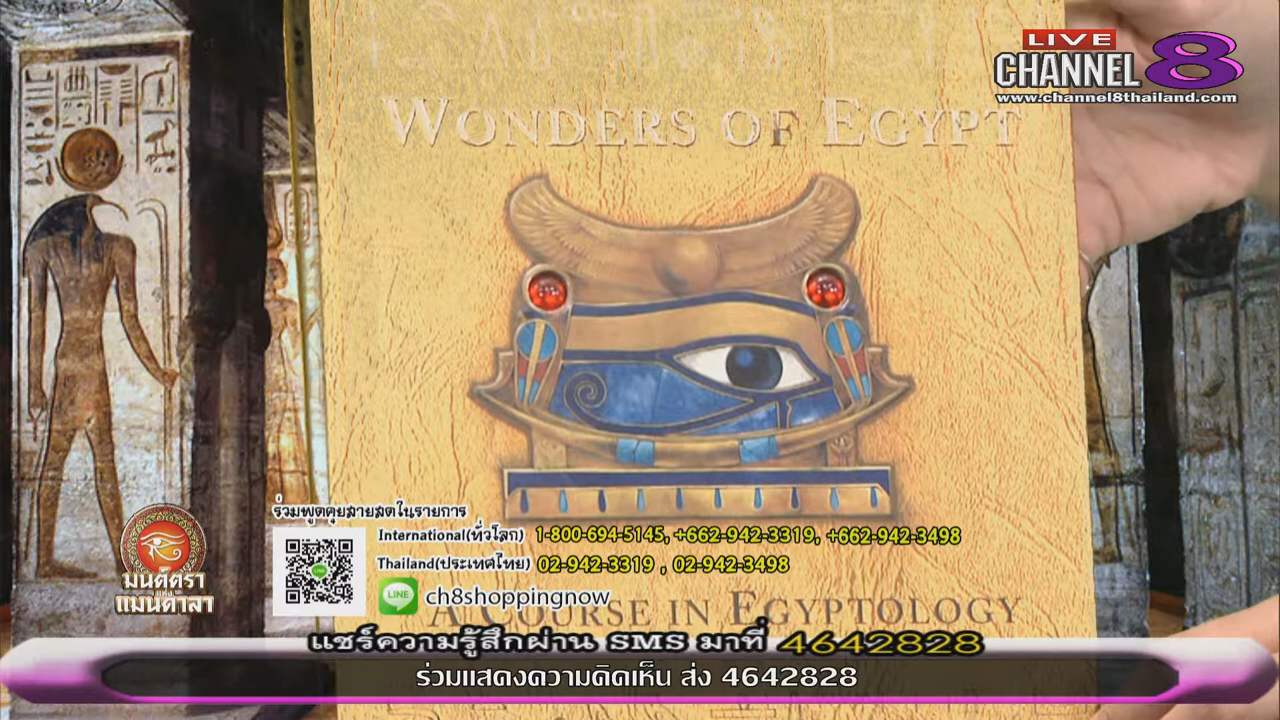 LIVE
CHANNEL 8
www.channel8thailand.com
WONDERS OF EGYPT
ร่วมพูดคุยสายสดในรายการ
International(ทั่วโลก) 1-800-694-5145, +662-942-3319, +662-942-3498
Thailand(ประเทศไทย) 02-942-3319 , 02-942-3498
LINE ch8shoppingnow
มนต์ตรา
แห่ง
แมนดาลา
A COURSE IN EGYPTOLOGY
แชร์ความรู้สึกผ่าน SMS มาที่ 4642828
ร่วมแสดงความคิดเห็น ส่ง 4642828